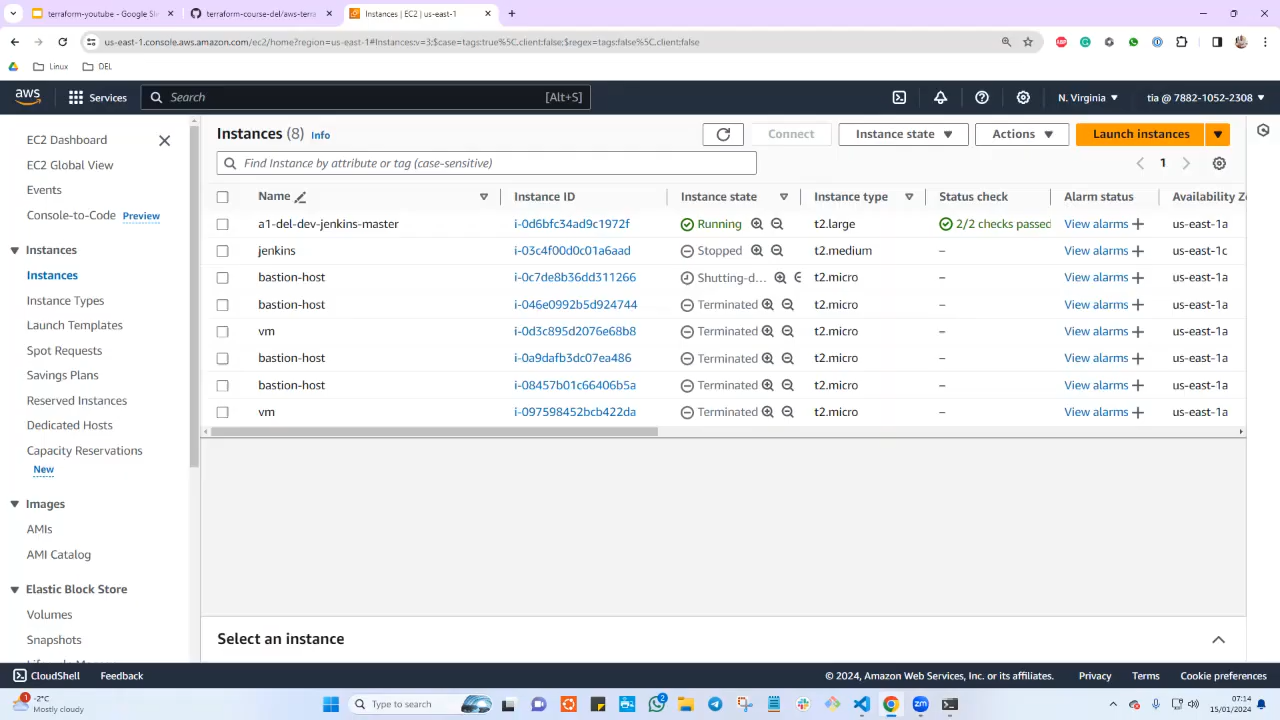 terraform-youtube - Google Sli
terraform-course-del/aws-terra
Instances | EC2 | us-east-1
us-east-1.console.aws.amazon.com/ec2/home?region=us-east-1#Instances:v=3;$case=tags:true%5C,client:false;$regex=tags:false%5C,client:false
Linux
DEL
aws
Services
Search
[Alt+S]
N. Virginia
tia @ 7882-1052-2308
EC2 Dashboard
EC2 Global View
Events
Console-to-Code Preview
Instances
Instances
Instance Types
Launch Templates
Spot Requests
Savings Plans
Reserved Instances
Dedicated Hosts
Capacity Reservations
New
Images
AMIs
AMI Catalog
Elastic Block Store
Volumes
Snapshots
Instances (8) Info
Connect
Instance state
Actions
Launch instances
Find Instance by attribute or tag (case-sensitive)
1
Name Instance ID Instance state Instance type Status check Alarm status Availability Zo
a1-del-dev-jenkins-master i-0d6bfc34ad9c1972f Running t2.large 2/2 checks passed View alarms us-east-1a
jenkins i-03c4f00d0c01a6aad Stopped t2.medium – View alarms us-east-1c
bastion-host i-0c7de8b36dd311266 Shutting-d... t2.micro – View alarms us-east-1a
bastion-host i-046e0992b5d924744 Terminated t2.micro – View alarms us-east-1a
vm i-0d3c895d2076e68b8 Terminated t2.micro – View alarms us-east-1a
bastion-host i-0a9dafb3dc07ea486 Terminated t2.micro – View alarms us-east-1a
bastion-host i-08457b01c66406b5a Terminated t2.micro – View alarms us-east-1a
vm i-097598452bcb422da Terminated t2.micro – View alarms us-east-1a
Select an instance
CloudShell
Feedback
© 2024, Amazon Web Services, Inc. or its affiliates.
Privacy
Terms
Cookie preferences
1
-2°C
Mostly cloudy
Type to search
2
zm
07:14
15/01/2024